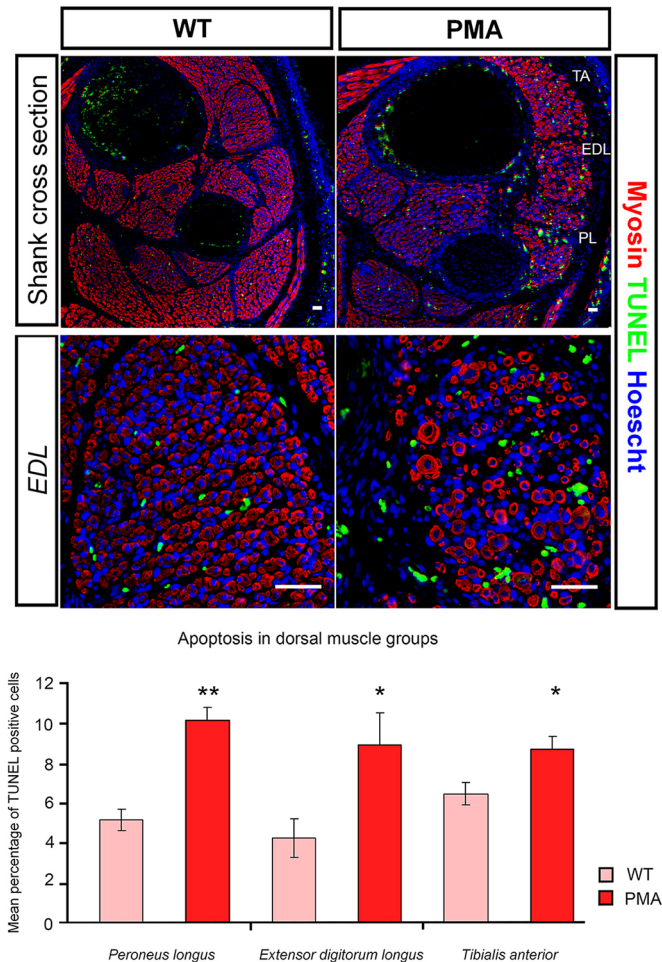 WT
PMA
Shank cross section
TA
EDL
PL
Myosin TUNEL Hoescht
EDL
Apoptosis in dorsal muscle groups
Mean percentage of TUNEL positive cells
12
10
8
6
4
2
0
**
*
*
WT
PMA
Peroneus longus
Extensor digitorum longus
Tibialis anterior